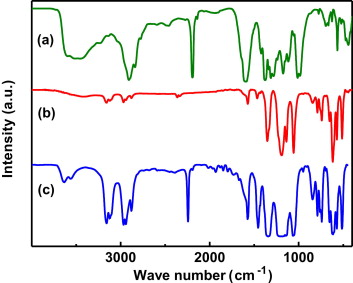 (a)
(b)
(c)
Intensity (a.u.)
3000 2000 1000
Wave number (cm⁻¹)